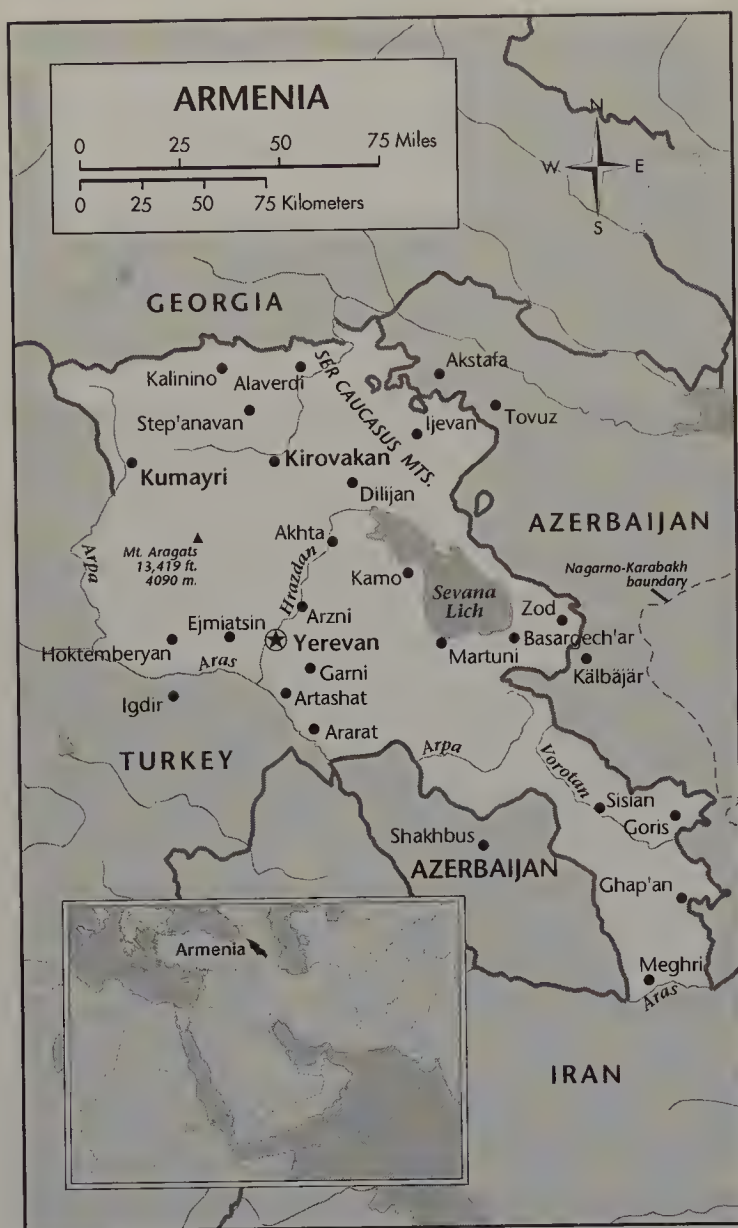 ARMENIA
0 25 50 75 Miles
0 25 50 75 Kilometers
N
W E
S
GEORGIA
Kalinino
Alaverdi
SER CAUCASUS MTS.
Akstafa
Step'anavan
Ijevan
Tovuz
Kumayri
Kirovakan
Dilijan
AZERBAIJAN
Arpa
Mt. Aragats
13,419 ft.
4090 m.
Akhta
Hrazdan
Kamo
Sevana
Lich
Nagarno-Karabakh
baundary
Zod
Arzni
Ejmiatsin
Yerevan
Basargech'ar
Hoktemberyan
Aras
Martuni
Garni
Kälbäjär
Igdir
Artashat
Ararat
Arpa
Vorotan
TURKEY
Sisian
Goris
Shakhbus
AZERBAIJAN
Ghap'an
Armenia
Meghri
Aras
IRAN